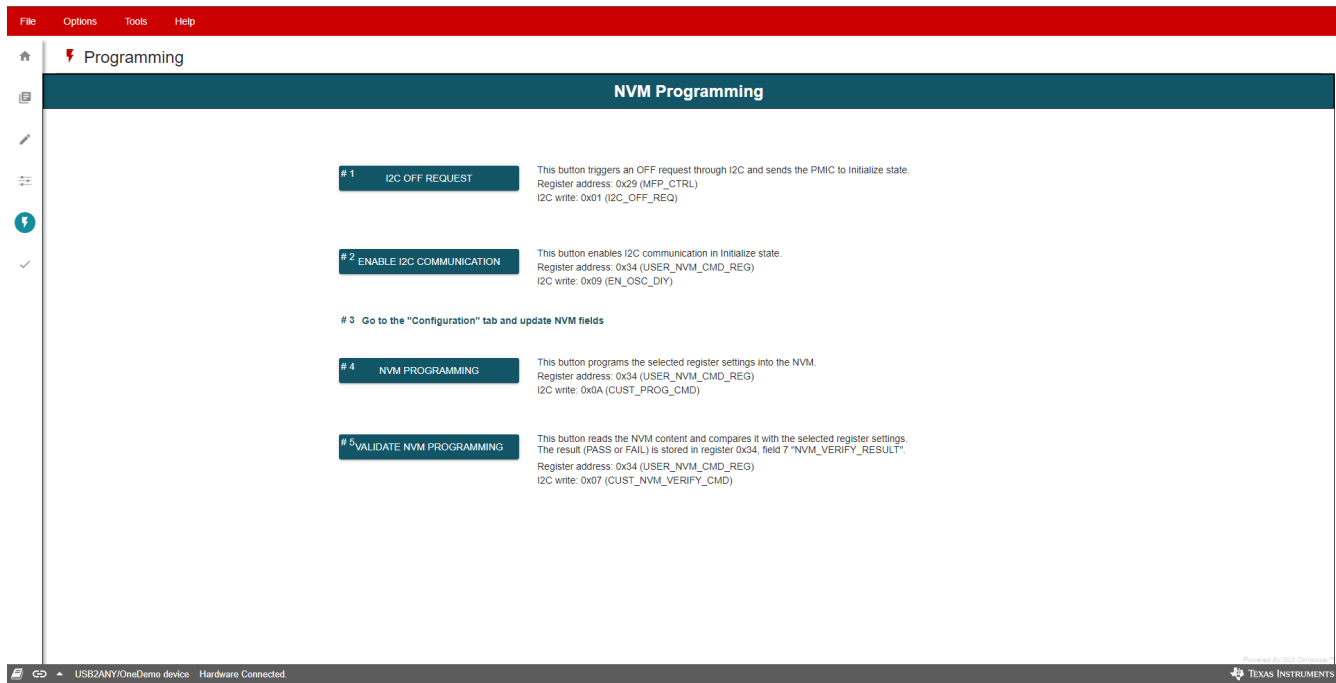 File Options Tools Help
Programming
NVM Programming
# 1 I2C OFF REQUEST
This button triggers an OFF request through I2C and sends the PMIC to Initialize state.
Register address: 0x29 (MFP_CTRL)
I2C write: 0x01 (I2C_OFF_REQ)
# 2 ENABLE I2C COMMUNICATION
This button enables I2C communication in Initialize state.
Register address: 0x34 (USER_NVM_CMD_REG)
I2C write: 0x09 (EN_OSC_DIY)
# 3 Go to the "Configuration" tab and update NVM fields
# 4 NVM PROGRAMMING
This button programs the selected register settings into the NVM.
Register address: 0x34 (USER_NVM_CMD_REG)
I2C write: 0x0A (CUST_PROG_CMD)
# 5 VALIDATE NVM PROGRAMMING
This button reads the NVM content and compares it with the selected register settings.
The result (PASS or FAIL) is stored in register 0x34, field 7 "NVM_VERIFY_RESULT".
Register address: 0x34 (USER_NVM_CMD_REG)
I2C write: 0x07 (CUST_NVM_VERIFY_CMD)
Powered By GUI Composer™
USB2ANY/OneDemo device Hardware Connected.
TEXAS INSTRUMENTS